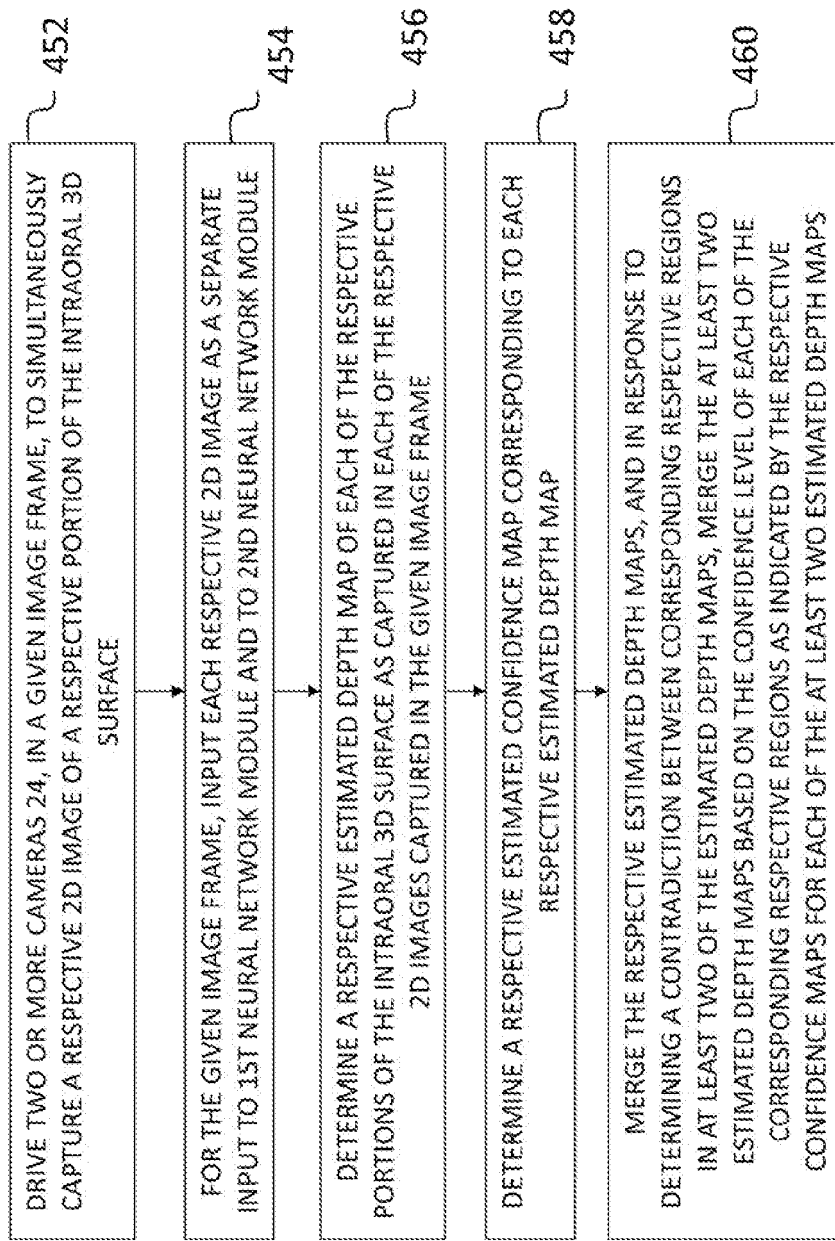 DRIVE TWO OR MORE CAMERAS 24, IN A GIVEN IMAGE FRAME, TO SIMULTANEOUSLY
CAPTURE A RESPECTIVE 2D IMAGE OF A RESPECTIVE PORTION OF THE INTRAORAL 3D
SURFACE
452
FOR THE GIVEN IMAGE FRAME, INPUT EACH RESPECTIVE 2D IMAGE AS A SEPARATE
INPUT TO 1ST NEURAL NETWORK MODULE AND TO 2ND NEURAL NETWORK MODULE
454
DETERMINE A RESPECTIVE ESTIMATED DEPTH MAP OF EACH OF THE RESPECTIVE
PORTIONS OF THE INTRAORAL 3D SURFACE AS CAPTURED IN EACH OF THE RESPECTIVE
2D IMAGES CAPTURED IN THE GIVEN IMAGE FRAME
456
DETERMINE A RESPECTIVE ESTIMATED CONFIDENCE MAP CORRESPONDING TO EACH
RESPECTIVE ESTIMATED DEPTH MAP
458
MERGE THE RESPECTIVE ESTIMATED DEPTH MAPS, AND IN RESPONSE TO
DETERMINING A CONTRADICTION BETWEEN CORRESPONDING RESPECTIVE REGIONS
IN AT LEAST TWO OF THE ESTIMATED DEPTH MAPS, MERGE THE AT LEAST TWO
ESTIMATED DEPTH MAPS BASED ON THE CONFIDENCE LEVEL OF EACH OF THE
CORRESPONDING RESPECTIVE REGIONS AS INDICATED BY THE RESPECTIVE
CONFIDENCE MAPS FOR EACH OF THE AT LEAST TWO ESTIMATED DEPTH MAPS
460